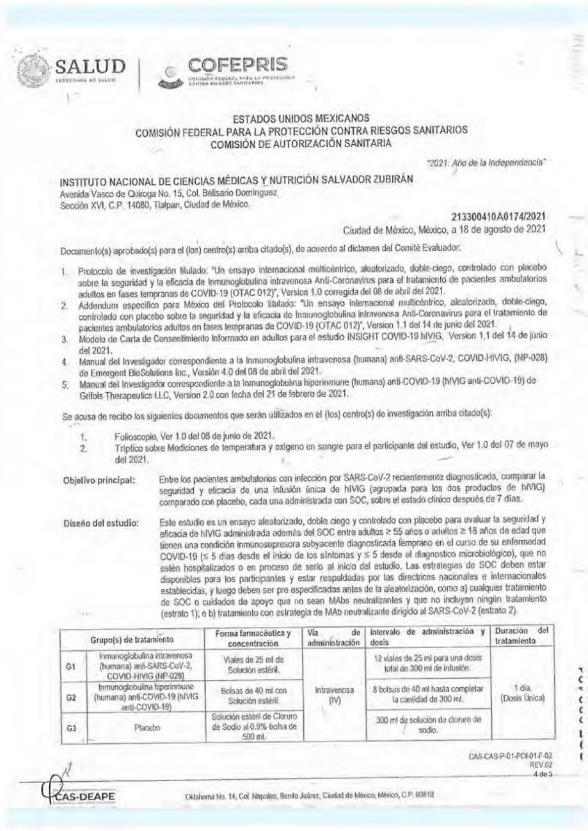 SALUD
SECRETARÍA DE SALUD
COFEPRIS
COMISIÓN FEDERAL PARA LA PROTECCIÓN
CONTRA RIESGOS SANITARIOS
ESTADOS UNIDOS MEXICANOS
COMISIÓN FEDERAL PARA LA PROTECCIÓN CONTRA RIESGOS SANITARIOS
COMISIÓN DE AUTORIZACIÓN SANITARIA
"2021: Año de la Independencia"
INSTITUTO NACIONAL DE CIENCIAS MÉDICAS Y NUTRICIÓN SALVADOR ZUBIRÁN
Avenida Vasco de Quiroga No. 15, Col. Belisario Domínguez
Sección XVI, C.P. 14080, Tlalpan, Ciudad de México.
213300410A0174/2021
Ciudad de México, México, a 18 de agosto de 2021
Documento(s) aprobado(s) para el (los) centro(s) arriba citado(s), de acuerdo al dictamen del Comité Evaluador.
1. Protocolo de investigación titulado: "Un ensayo internacional multicéntrico, aleatorizado, doble-ciego, controlado con placebo
sobre la seguridad y la eficacia de Inmunoglobulina intravenosa Anti-Coronavirus para el tratamiento de pacientes ambulatorios
adultos en fases tempranas de COVID-19 (OTAC 012)", Version 1.0 corregida del 08 de abril del 2021.
2. Addendum específico para México del Protocolo titulado: "Un ensayo internacional multicéntrico, aleatorizado, doble-ciego,
controlado con placebo sobre la seguridad y la eficacia de Inmunoglobulina intravenosa Anti-Coronavirus para el tratamiento de
pacientes ambulatorios adultos en fases tempranas de COVID-19 (OTAC 012)", Version 1.1 del 14 de junio del 2021.
3. Modelo de Carta de Consentimiento Informado en adultos para el estudio INSIGHT COVID-19 hIVIG, Version 1.1 del 14 de junio
del 2021.
4. Manual del Investigador correspondiente a la Inmunoglobulina intravenosa (humana) anti-SARS-CoV-2, COVID-HIVIG, (NP-028)
de Emergent BioSolutions Inc., Versión 4.0 del 08 de abril del 2021.
5. Manual del Investigador correspondiente a la Inmunoglobulina hiperinmune (humana) anti-COVID-19 (hIVIG anti-COVID-19) de
Grifols Therapeutics LLC, Version 2.0 con fecha del 21 de febrero de 2021.
Se acusa de recibo los siguientes documentos que serán utilizados en el (los) centro(s) de investigación arriba citado(s):
1. Folioscopio, Ver 1.0 del 08 de junio de 2021.
2. Tríptico sobre Mediciones de temperatura y oxígeno en sangre para el participante del estudio, Ver 1.0 del 07 de mayo
del 2021.
Objetivo principal: Entre los pacientes ambulatorios con infección por SARS-CoV-2 recientemente diagnosticada, comparar la
seguridad y eficacia de una infusión única de hIVIG (agrupada para los dos productos de hIVIG)
comparado con placebo, cada una administrada con SOC, sobre el estado clínico después de 7 días.
Diseño del estudio: Este estudio es un ensayo aleatorizado, doble ciego y controlado con placebo para evaluar la seguridad y
eficacia de hIVIG administrada además del SOC entre adultos ≥ 55 años o adultos ≥ 18 años de edad que
tienen una condición inmunosupresora subyacente diagnosticada temprano en el curso de su enfermedad
COVID-19 (≤ 5 días desde el inicio de los síntomas y ≤ 5 desde el diagnostico microbiológico), que no
estén hospitalizados o en proceso de serlo al inicio del estudio. Las estrategias de SOC deben estar
disponibles para los participantes y estar respaldadas por las directrices nacionales e internacionales
establecidas, y luego deben ser pre especificadas antes de la aleatorización, como a) cualquier tratamiento
de SOC o cuidados de apoyo que no sean MAbs neutralizantes y que no incluyan ningún tratamiento
(estrato 1); o b) tratamiento con estrategia de MAb neutralizante dirigido al SARS-CoV-2 (estrato 2).
Grupo(s) de tratamiento
Forma farmacéutica y
concentración
Vía de
administración
Intervalo de administración y
dosis
Duración del
tratamiento
G1
Inmunoglobulina intravenosa
(humana) anti-SARS-CoV-2,
COVID-HIVIG (NP-028)
Viales de 25 ml de
Solución estéril.
12 viales de 25 ml para una dosis
total de 300 ml de infusión.
G2
Inmunoglobulina hiperinmune
(humana) anti-COVID-19 (hIVIG
anti-COVID-19)
Bolsas de 40 ml con
Solución estéril.
Intravenosa
(IV)
8 bolsas de 40 ml hasta completar
la cantidad de 300 ml.
1 día.
(Dosis Única)
G3
Placebo
Solución estéril de Cloruro
de Sodio al 0.9% bolsa de
500 ml.
300 ml de solución de cloruro de
sodio.
CAS-CAS-P-01-POI-01-F-02
REV.02
4 de 5
CAS-DEAPE
Oklahoma No. 14, Col. Nápoles, Benito Juárez, Ciudad de México, México, C.P. 03810